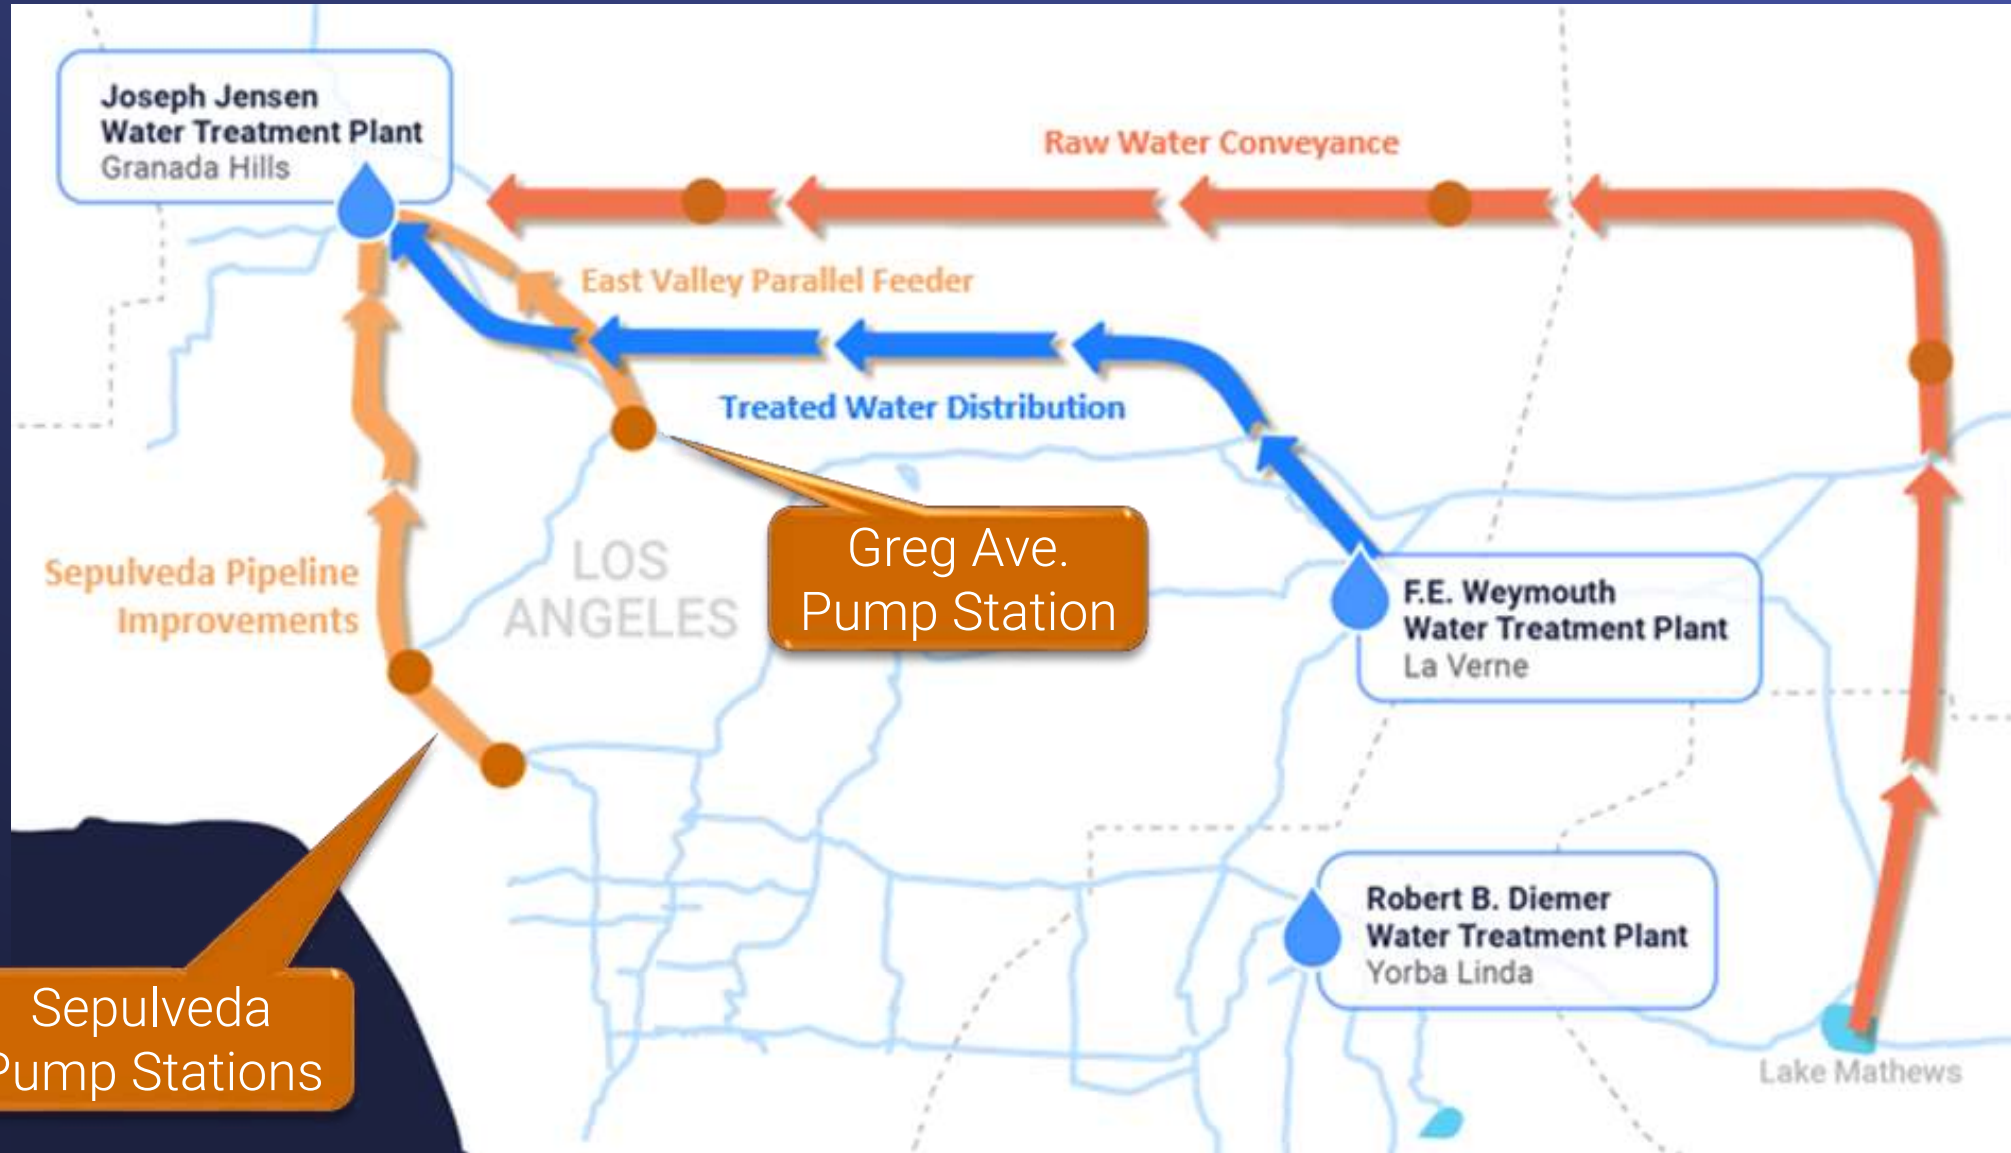 Joseph Jensen
Water Treatment Plant
Granada Hills
Raw Water Conveyance
East Valley Parallel Feeder
Treated Water Distribution
Greg Ave.
Pump Station
LOS
ANGELES
Sepulveda Pipeline
Improvements
F.E. Weymouth
Water Treatment Plant
La Verne
Robert B. Diemer
Water Treatment Plant
Yorba Linda
Sepulveda
Pump Stations
Lake Mathews